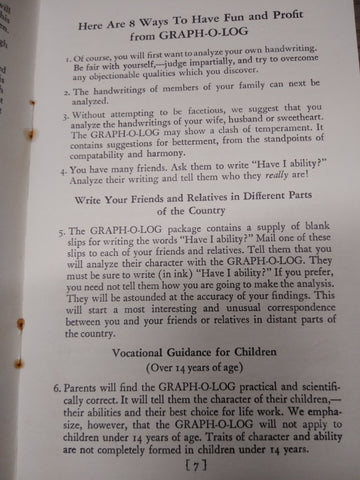 Here Are 8 Ways To Have Fun and Profit
from GRAPH-O-LOG
1. Of course, you will first want to analyze your own handwriting.
Be fair with yourself,—judge impartially, and try to overcome
any objectionable qualities which you discover.
2. The handwritings of members of your family can next be
analyzed.
3. Without attempting to be facetious, we suggest that you
analyze the handwritings of your wife, husband or sweetheart.
The GRAPH-O-LOG may show a clash of temperament. It
contains suggestions for betterment, from the standpoints of
compatability and harmony.
4. You have many friends. Ask them to write "Have I ability?"
Analyze their writing and tell them who they really are!
Write Your Friends and Relatives in Different Parts
of the Country
5. The GRAPH-O-LOG package contains a supply of blank
slips for writing the words "Have I ability?" Mail one of these
slips to each of your friends and relatives. Tell them that you
will analyze their character with the GRAPH-O-LOG. They
must be sure to write (in ink) "Have I ability?" If you prefer,
you need not tell them how you are going to make the analysis.
They will be astounded at the accuracy of your findings. This
will start a most interesting and unusual correspondence
between you and your friends or relatives in distant parts of
the country.
Vocational Guidance for Children
(Over 14 years of age)
6. Parents will find the GRAPH-O-LOG practical and scientifi-
cally correct. It will tell them the character of their children,—
their abilities and their best choice for life work. We empha-
size, however, that the GRAPH-O-LOG will not apply to
children under 14 years of age. Traits of character and ability
are not completely formed in children under 14 years.
[7]